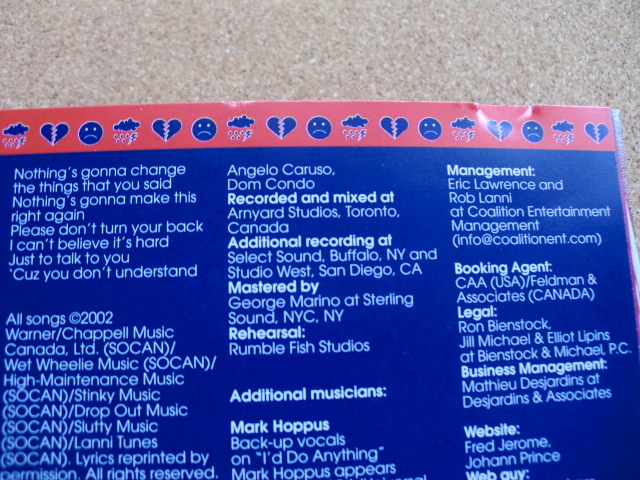 Nothing's gonna change
the things that you said
Nothing's gonna make this
right again
Please don't turn your back
I can't believe it's hard
Just to talk to you
'Cuz you don't understand
All songs ©2002
Warner/Chappell Music
Canada, Ltd. (SOCAN)/
Wet Wheelie Music (SOCAN)/
High-Maintenance Music
(SOCAN)/Stinky Music
(SOCAN)/Drop Out Music
(SOCAN)/Slutty Music
(SOCAN)/Lanni Tunes
(SOCAN). Lyrics reprinted by
permission. All rights reserved.
Angelo Caruso,
Dom Condo
Recorded and mixed at
Arnyard Studios, Toronto,
Canada
Additional recording at
Select Sound, Buffalo, NY and
Studio West, San Diego, CA
Mastered by
George Marino at Sterling
Sound, NYC, NY
Rehearsal:
Rumble Fish Studios
Additional musicians:
Mark Hoppus
Back-up vocals
on "I'd Do Anything"
Mark Hoppus appears
Management:
Eric Lawrence and
Rob Lanni
at Coalition Entertainment
Management
(info@coalitionent.com)
Booking Agent:
CAA (USA)/Feldman &
Associates (CANADA)
Legal:
Ron Bienstock,
Jill Michael & Elliot Lipins
at Bienstock & Michael, P.C.
Business Management:
Mathieu Desjardins at
Desjardins & Associates
Website:
Fred Jerome,
Johann Prince
Web guy: